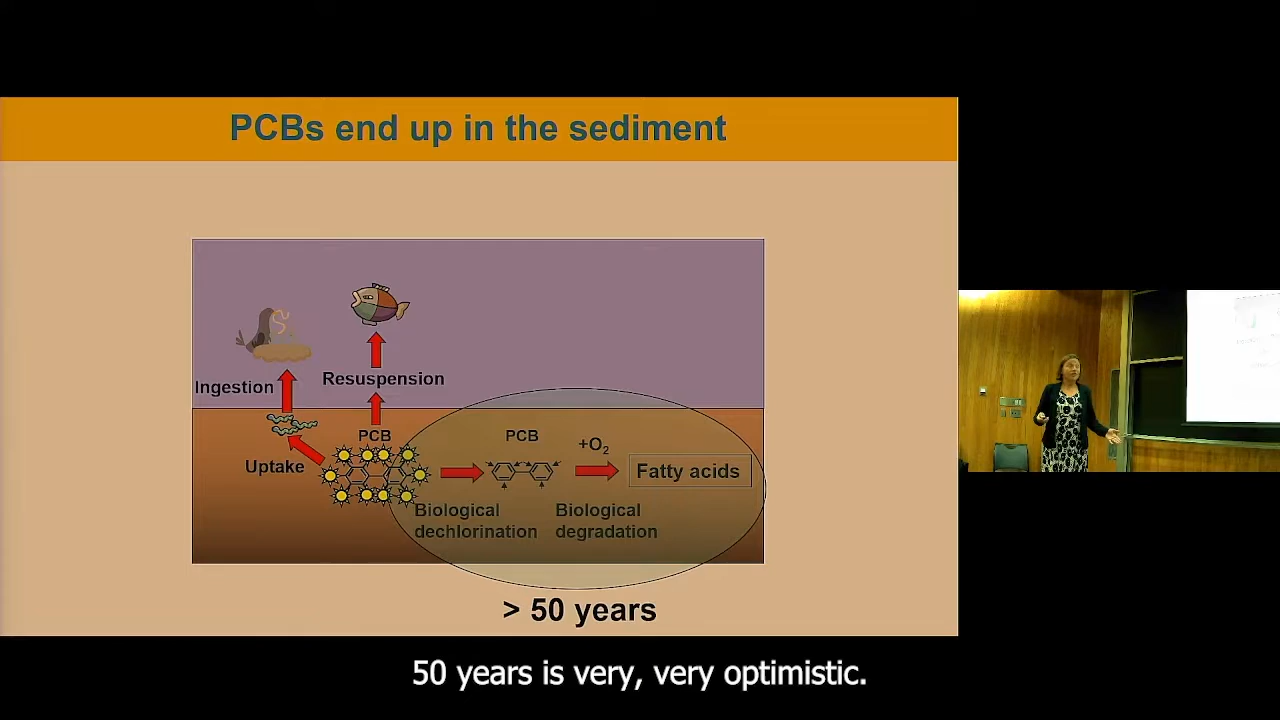 PCBs end up in the sediment
Ingestion
Resuspension
Uptake
PCB
PCB
+O₂
Fatty acids
Biological
dechlorination
Biological
degradation
> 50 years
50 years is very, very optimistic.